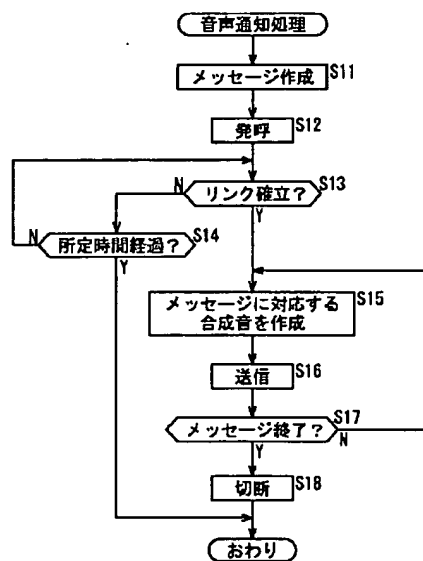 音声通知処理
メッセージ作成
S11
発呼
S12
リンク確立?
S13
N
Y
所定時間経過?
S14
N
Y
メッセージに対応する
合成音を作成
S15
送信
S16
メッセージ終了?
S17
N
Y
切断
S18
おわり